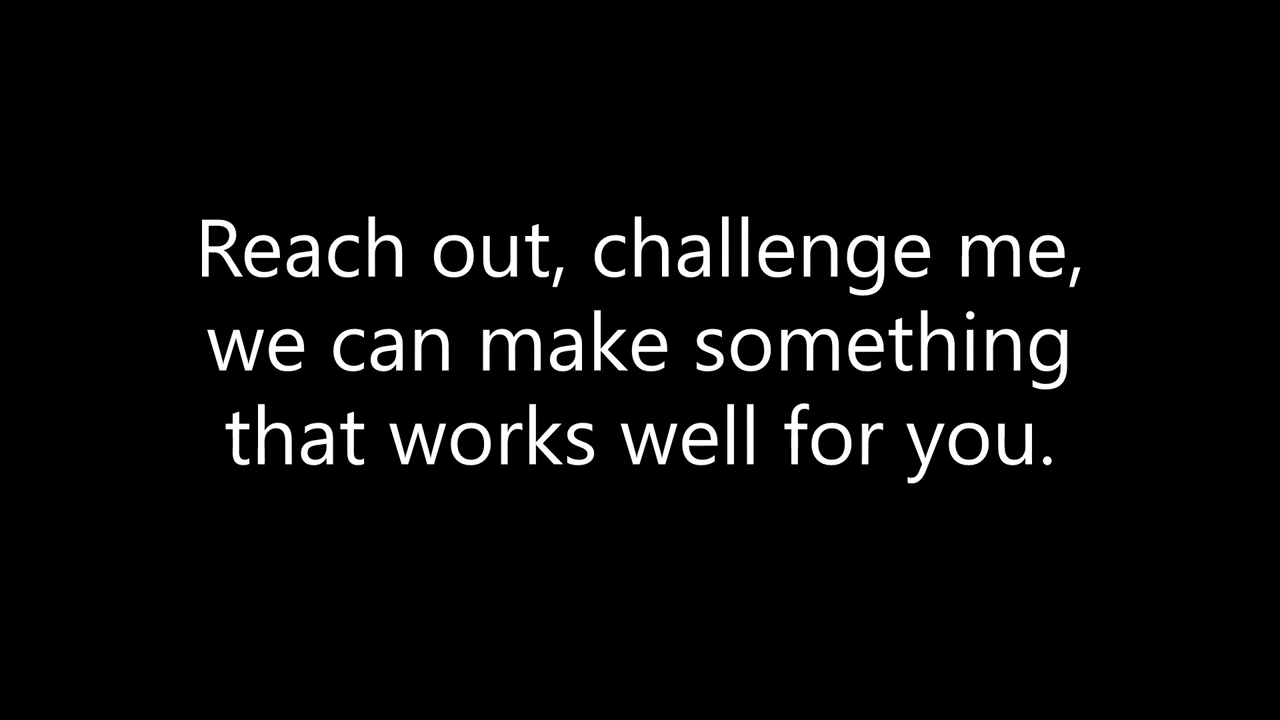 Reach out, challenge me,
we can make something
that works well for you.